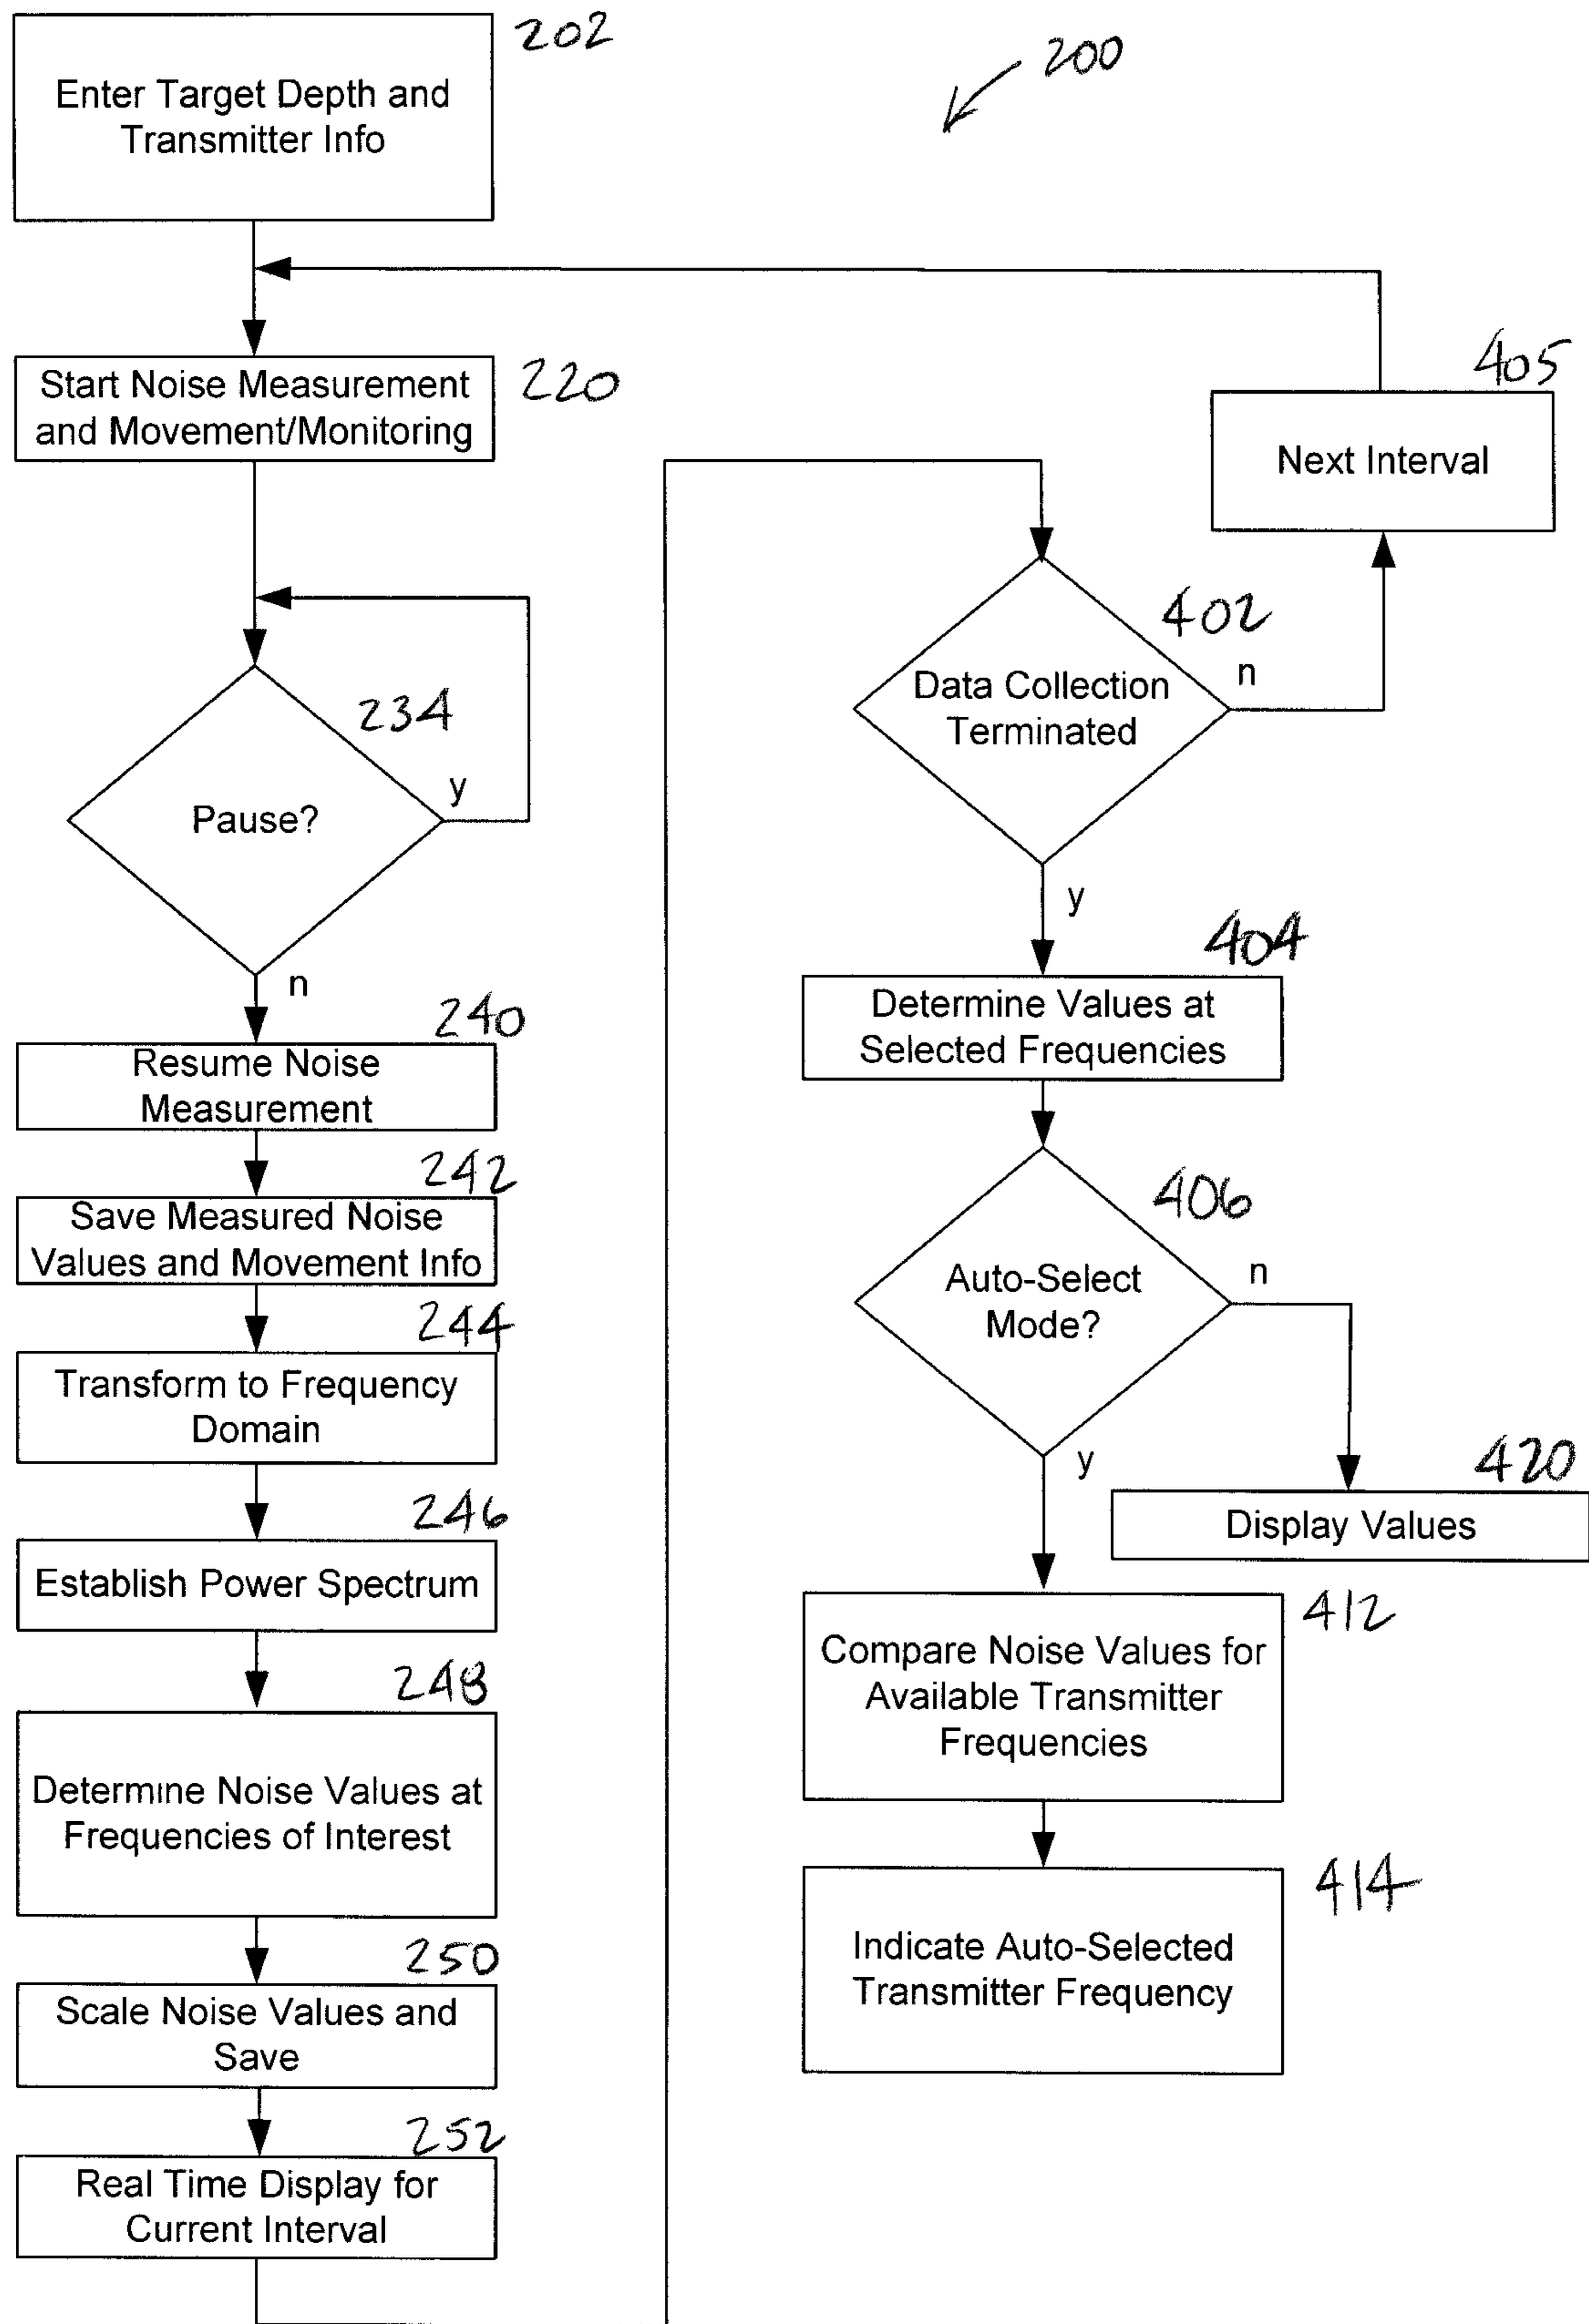 202
200
Enter Target Depth and
Transmitter Info
Start Noise Measurement
and Movement/Monitoring
220
Pause?
234
y
n
240
Resume Noise
Measurement
242
Save Measured Noise
Values and Movement Info
244
Transform to Frequency
Domain
246
Establish Power Spectrum
248
Determine Noise Values at
Frequencies of Interest
250
Scale Noise Values and
Save
252
Real Time Display for
Current Interval
405
Next Interval
402
Data Collection
Terminated
n
y
404
Determine Values at
Selected Frequencies
406
Auto-Select
Mode?
n
y
420
Display Values
412
Compare Noise Values for
Available Transmitter
Frequencies
414
Indicate Auto-Selected
Transmitter Frequency